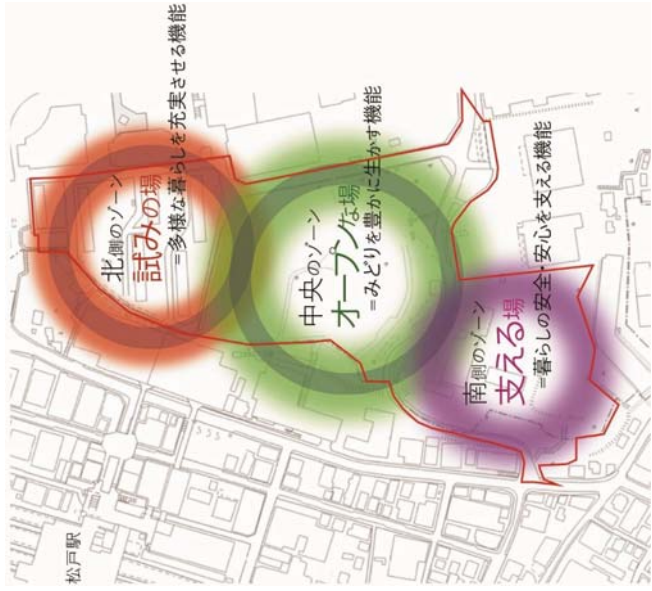 松戸駅
北側のゾーン
試みの場
=多様な暮らしを充実させる機能
中央のゾーン
オープンな場
=みどりを豊かに生かす機能
南側のゾーン
支える場
=暮らしの安全・安心を支える機能